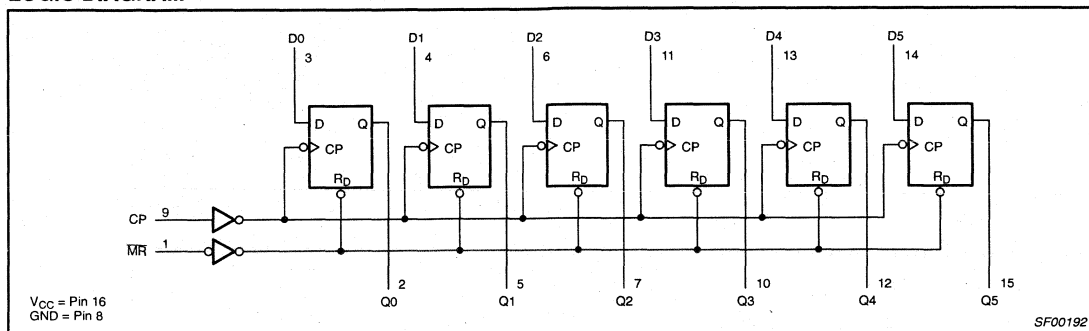 D0 D1 D2 D3 D4 D5
3 4 6 11 13 14
D Q D Q D Q D Q D Q D Q
CP CP CP CP CP CP
RD RD RD RD RD RD
CP 9
MR 1
2 5 7 10 12 15
Q0 Q1 Q2 Q3 Q4 Q5
VCC = Pin 16
GND = Pin 8
SF00192